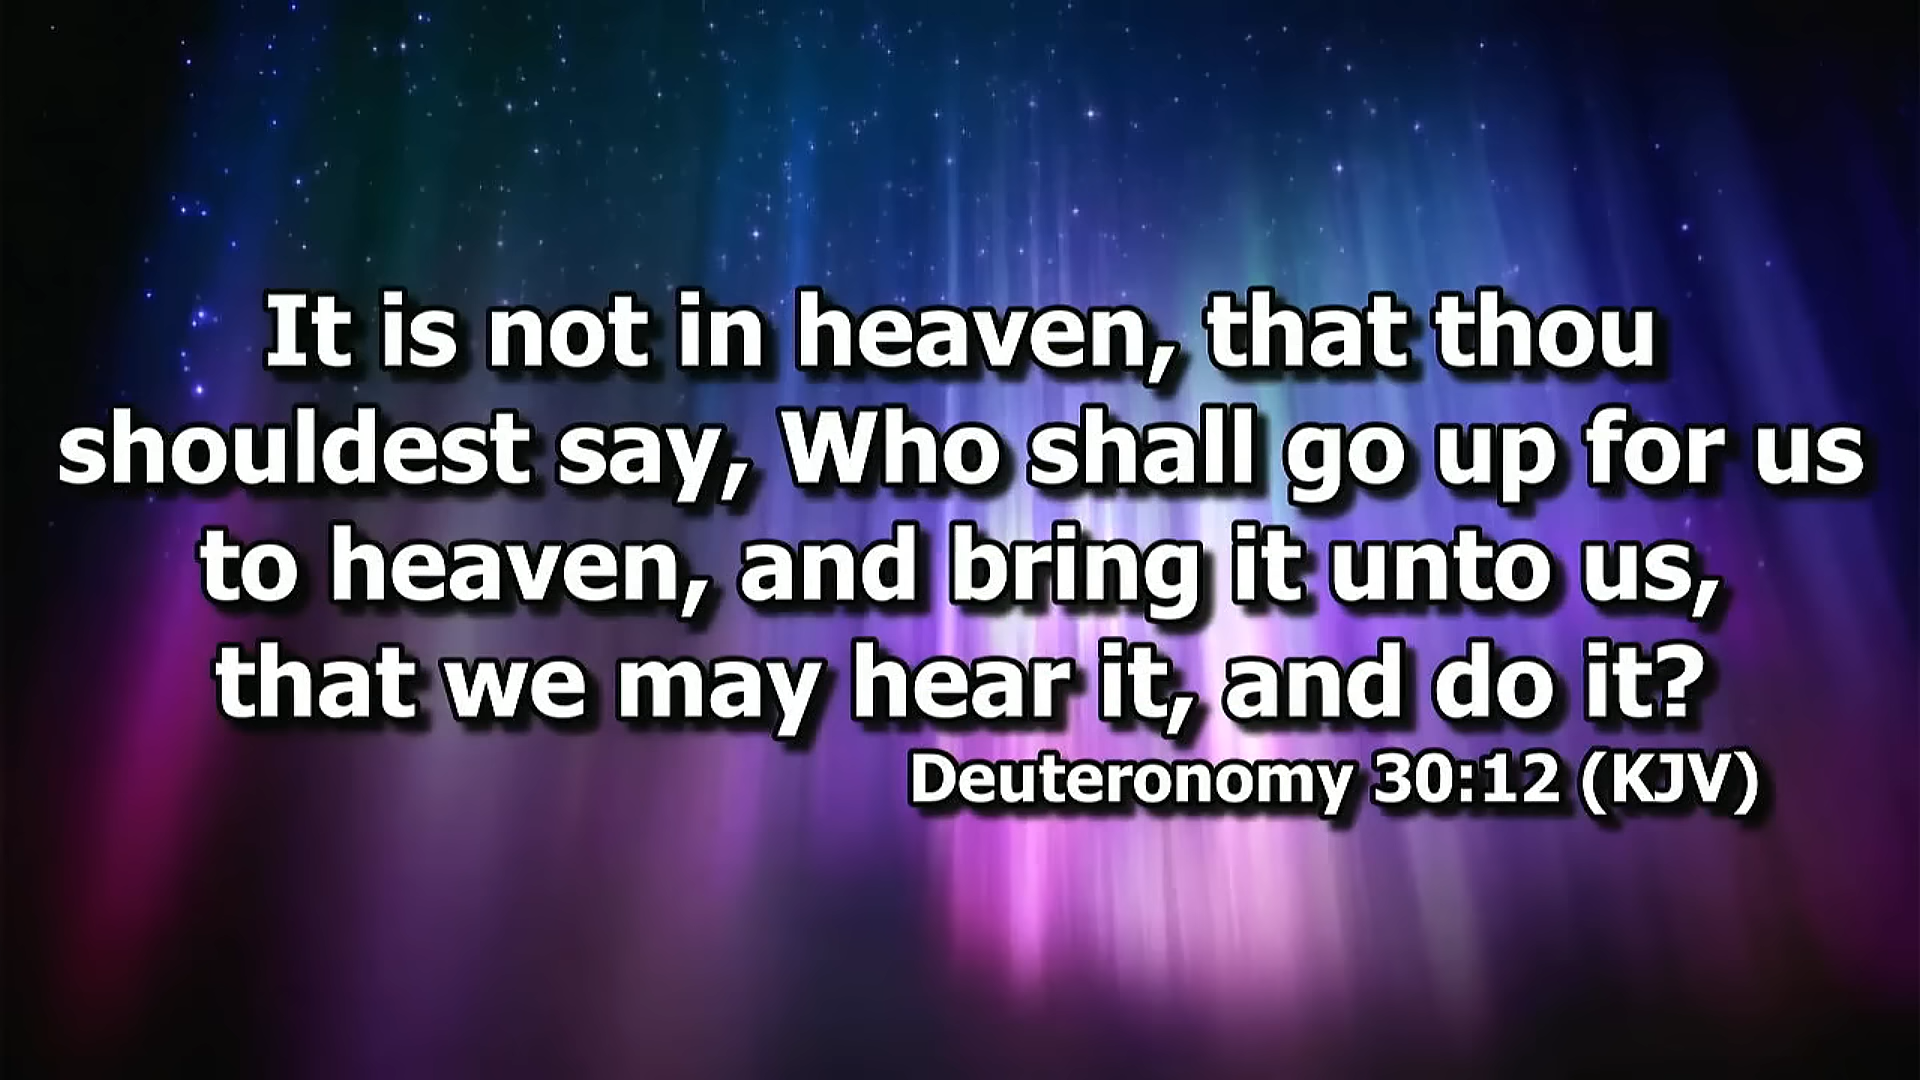 It is not in heaven, that thou
shouldest say, Who shall go up for us
to heaven, and bring it unto us,
that we may hear it, and do it?
Deuteronomy 30:12 (KJV)